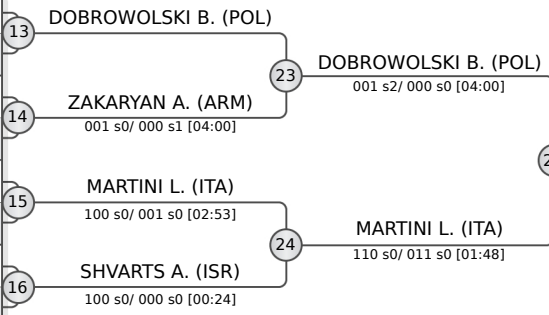 13
DOBROWOLSKI B. (POL)
14
ZAKARYAN A. (ARM)
001 s0/ 000 s1 [04:00]
23
DOBROWOLSKI B. (POL)
001 s2/ 000 s0 [04:00]
15
MARTINI L. (ITA)
100 s0/ 001 s0 [02:53]
16
SHVARTS A. (ISR)
100 s0/ 000 s0 [00:24]
24
MARTINI L. (ITA)
110 s0/ 011 s0 [01:48]